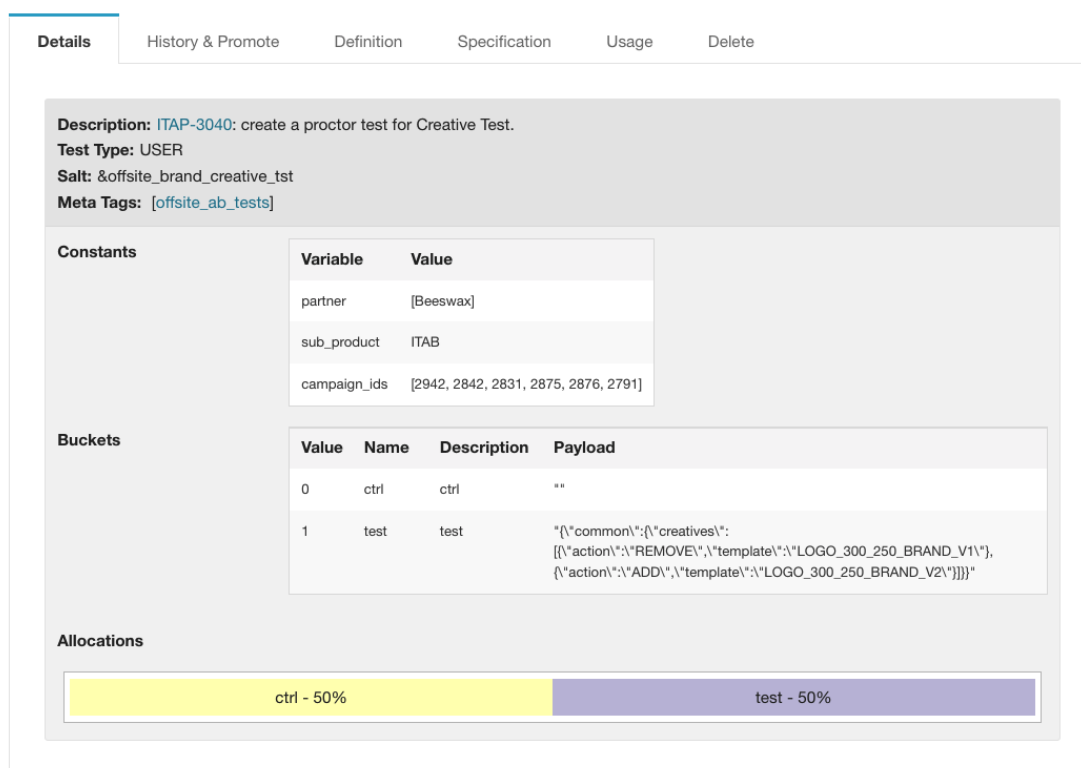 Details History & Promote Definition Specification Usage Delete
Description: ITAP-3040: create a proctor test for Creative Test.
Test Type: USER
Salt: &offsite_brand_creative_tst
Meta Tags: [offsite_ab_tests]
Constants
Variable Value
partner [Beeswax]
sub_product ITAB
campaign_ids [2942, 2842, 2831, 2875, 2876, 2791]
Buckets
Value Name Description Payload
0 ctrl ctrl ""
1 test test "{\"common\":{\"creatives\":
[{\"action\":\"REMOVE\",\"template\":\"LOGO_300_250_BRAND_V1\"},
{\"action\":\"ADD\",\"template\":\"LOGO_300_250_BRAND_V2\"}]}}"
Allocations
ctrl - 50% test - 50%